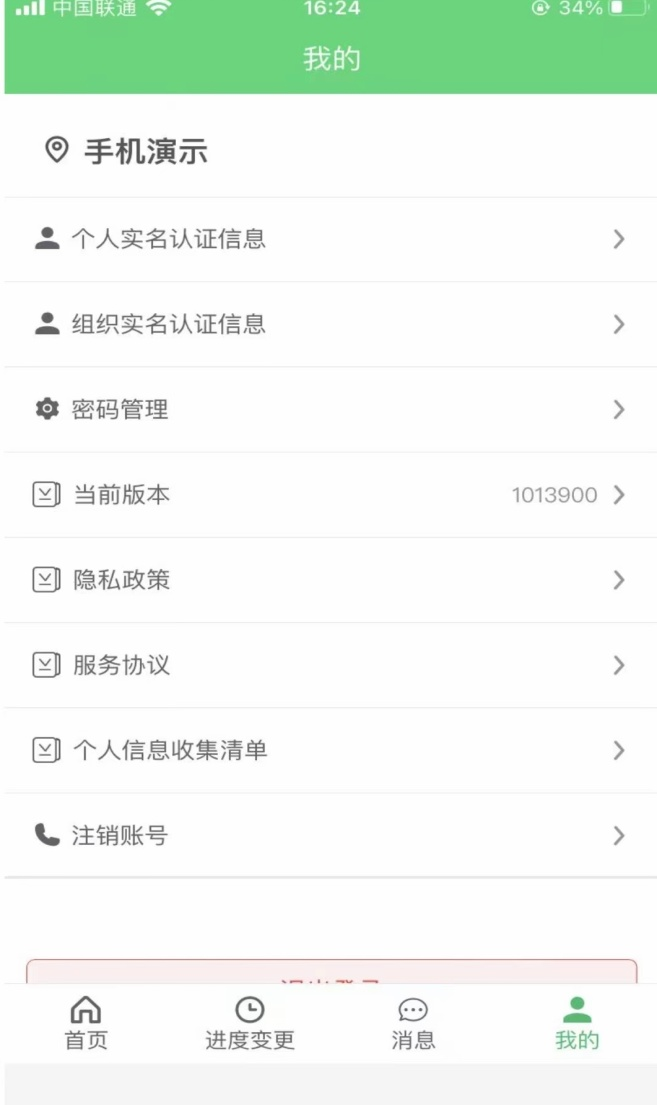 中国联通
16:24
34%
我的
手机演示
个人实名认证信息
组织实名认证信息
密码管理
当前版本 1013900
隐私政策
服务协议
个人信息收集清单
注销账号
首页 进度变更 消息 我的